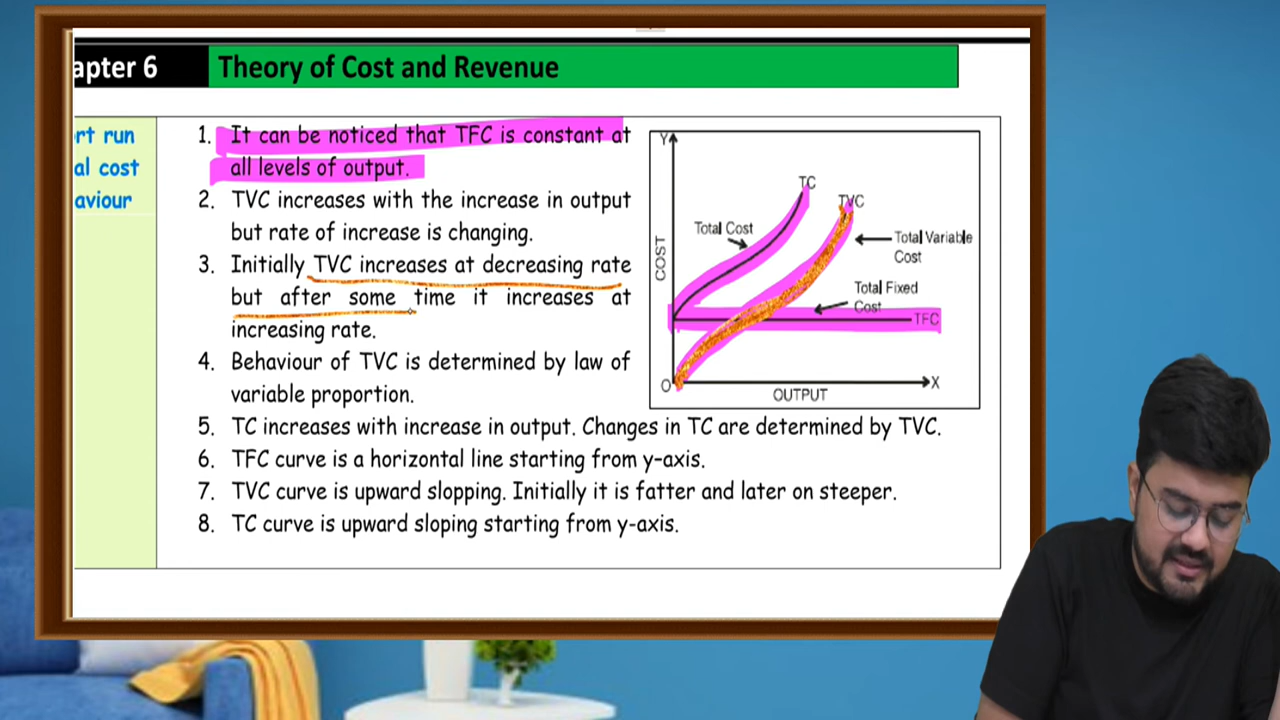 apter 6
Theory of Cost and Revenue
rt run
al cost
aviour
1. It can be noticed that TFC is constant at
all levels of output.
2. TVC increases with the increase in output
but rate of increase is changing.
3. Initially TVC increases at decreasing rate
but after some time it increases at
increasing rate.
4. Behaviour of TVC is determined by law of
variable proportion.
5. TC increases with increase in output. Changes in TC are determined by TVC.
6. TFC curve is a horizontal line starting from y-axis.
7. TVC curve is upward slopping. Initially it is fatter and later on steeper.
8. TC curve is upward sloping starting from y-axis.
Y
TC
TVC
Total Cost
Total Variable
Cost
COST
Total Fixed
Cost
TFC
O
X
OUTPUT